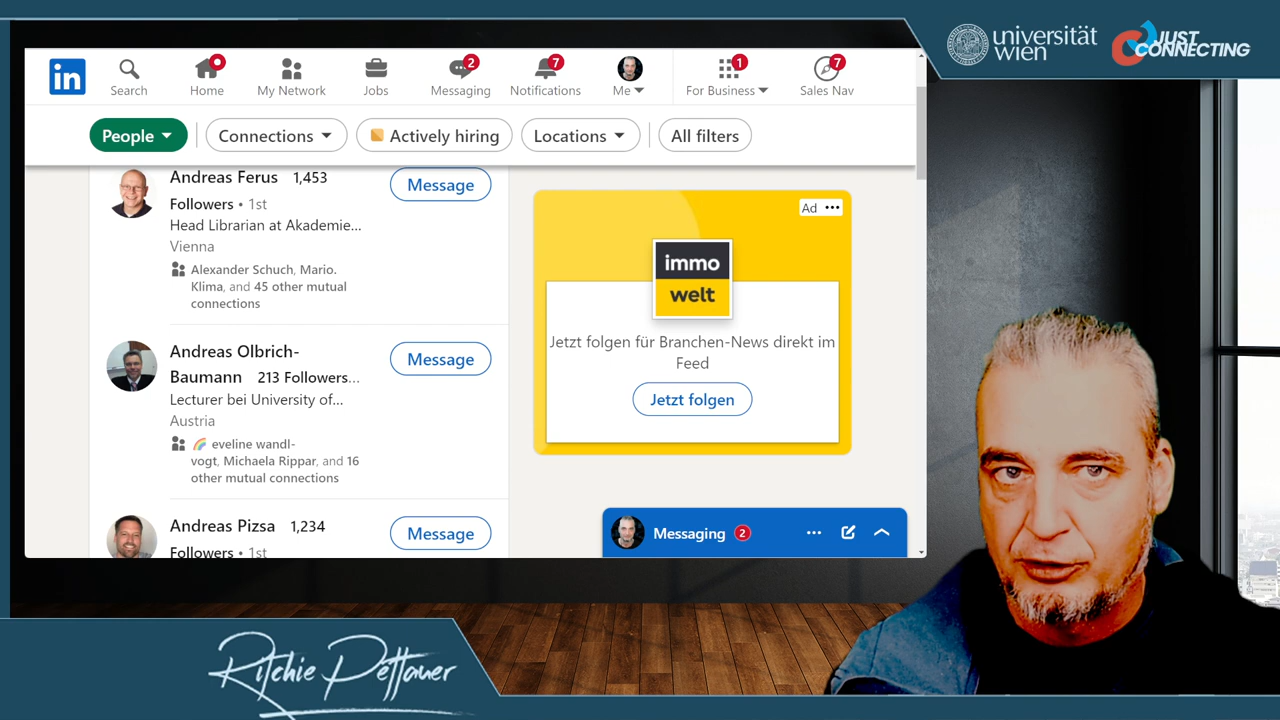 universität
wien
JUST
CONNECTING
in
Search
Home
My Network
Jobs
2
Messaging
7
Notifications
Me
1
For Business
7
Sales Nav
People
Connections
Actively hiring
Locations
All filters
Andreas Ferus 1,453
Followers • 1st
Head Librarian at Akademie...
Vienna
Alexander Schuch, Mario.
Klima, and 45 other mutual
connections
Message
Andreas Olbrich-
Baumann 213 Followers...
Lecturer bei University of...
Austria
eveline wandl-
vogt, Michaela Rippar, and 16
other mutual connections
Message
Andreas Pizsa 1,234
Followers • 1st
Message
Ad •••
immo
welt
Jetzt folgen für Branchen-News direkt im
Feed
Jetzt folgen
Messaging 2
Ritchie Pettauer